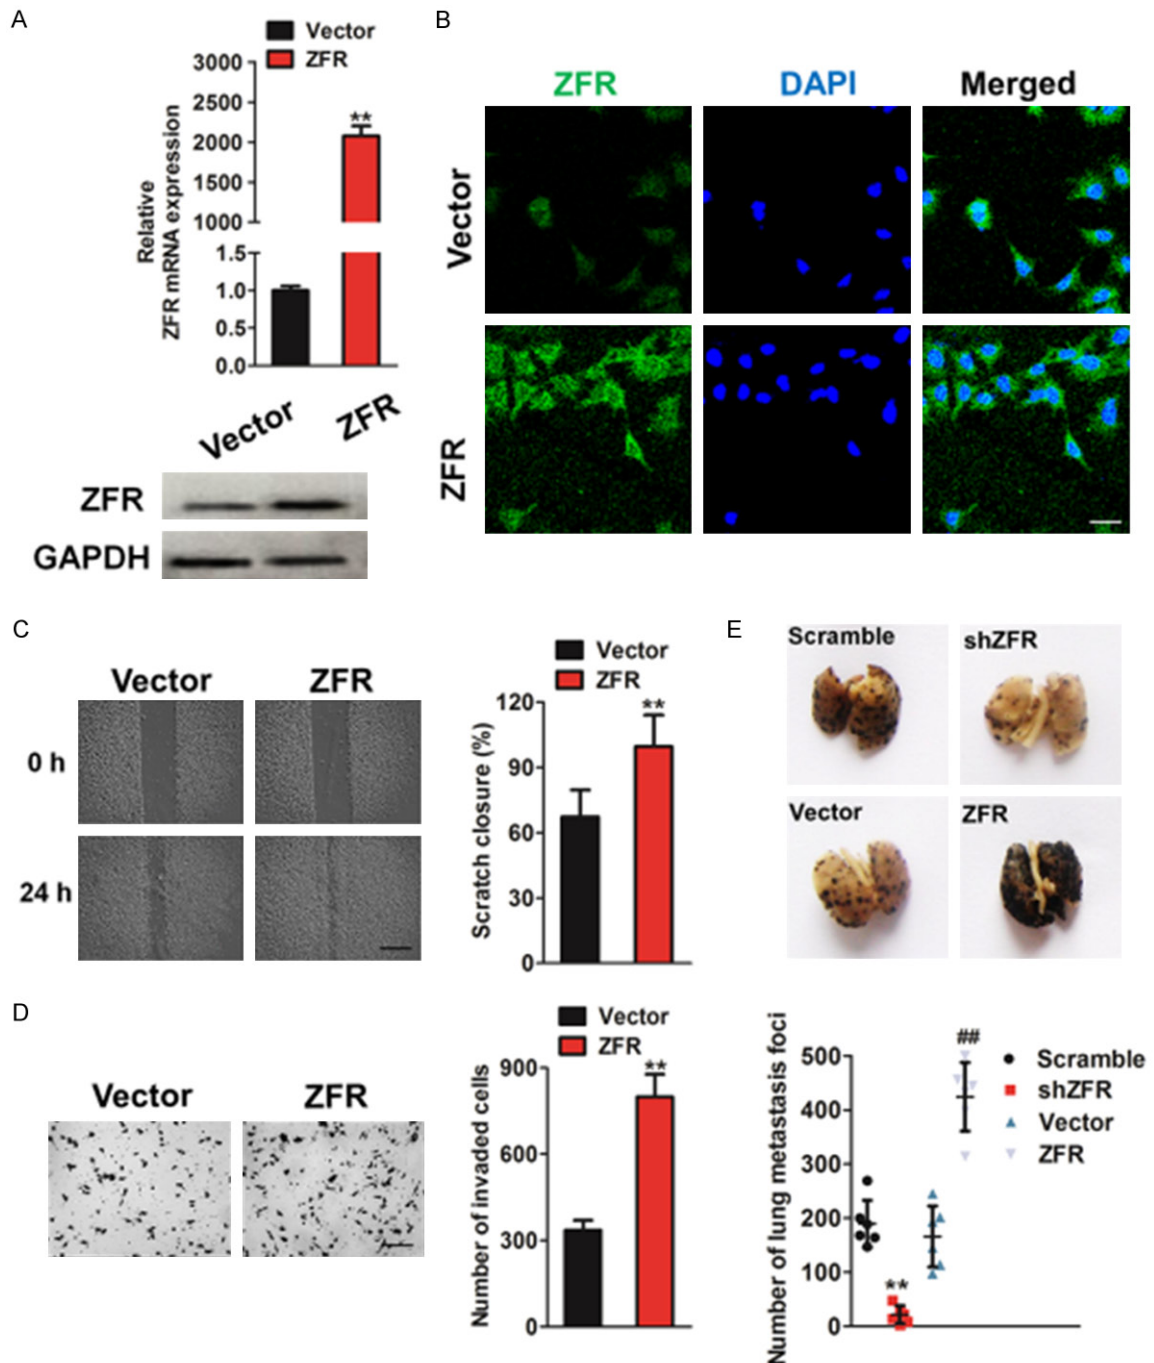 A
Vector
ZFR
3000
2500
2000
1500
1000
1.5
1.0
0.5
0.0
**
Relative
ZFR mRNA expression
Vector
ZFR
ZFR
GAPDH
B
ZFR
DAPI
Merged
Vector
ZFR
C
Vector
ZFR
0 h
24 h
Vector
ZFR
120
90
60
30
0
**
Scratch closure (%)
D
Vector
ZFR
Vector
ZFR
900
600
300
0
**
Number of invaded cells
E
Scramble
shZFR
Vector
ZFR
500
400
300
200
100
0
**
##
Number of lung metastasis foci
Scramble
shZFR
Vector
ZFR